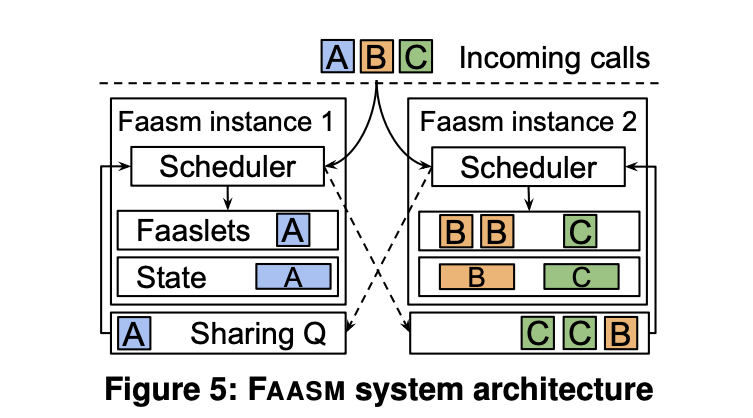 A B C Incoming calls
Faasm instance 1
Faasm instance 2
Scheduler
Scheduler
Faaslets A
B B C
State A
B C
A Sharing Q
C C B
Figure 5: FAASM system architecture